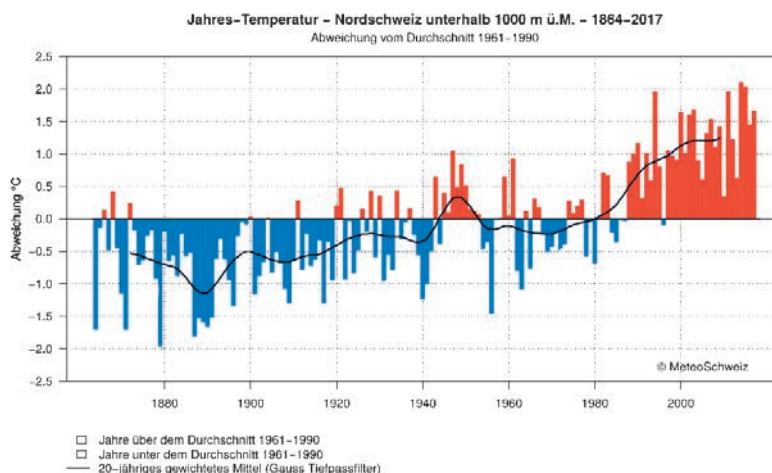 Jahres-Temperatur - Nordschweiz unterhalb 1000 m ü.M. - 1864-2017
Abweichung vom Durchschnitt 1961-1990
Abweichung °C
2.5
2.0
1.5
1.0
0.5
0.0
-0.5
-1.0
-1.5
-2.0
-2.5
© MeteoSchweiz
1880 1900 1920 1940 1960 1980 2000
Jahre über dem Durchschnitt 1961-1990
Jahre unter dem Durchschnitt 1961-1990
20-jähriges gewichtetes Mittel (Gauss Tiefpassfilter)